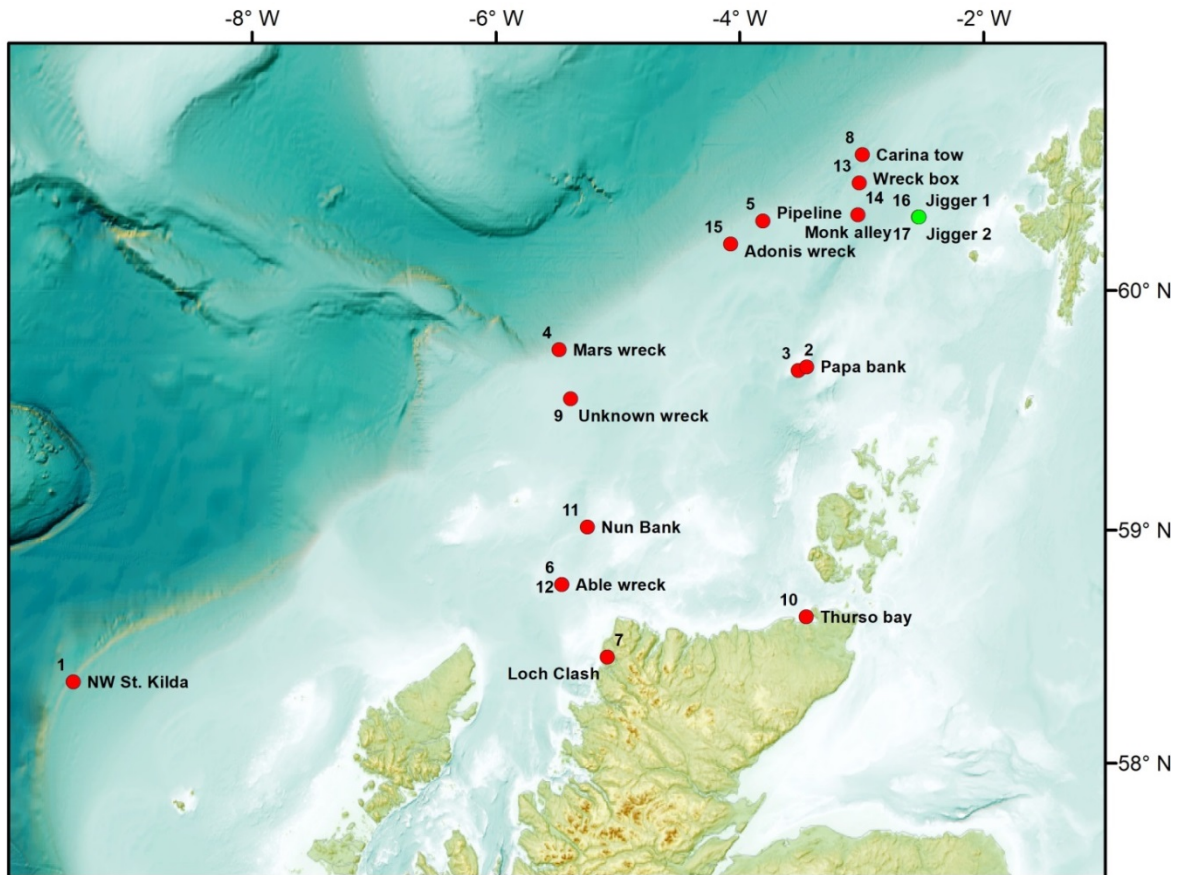 -8° W -6° W -4° W -2° W
8
Carina tow
13
Wreck box
14 16 Jigger 1
5
Pipeline
15
Monk alley 17 Jigger 2
Adonis wreck
60° N
4
Mars wreck
3 2
Papa bank
9 Unknown wreck
11
Nun Bank
59° N
6
12 Able wreck
10
Thurso bay
7
Loch Clash
1
NW St. Kilda
58° N